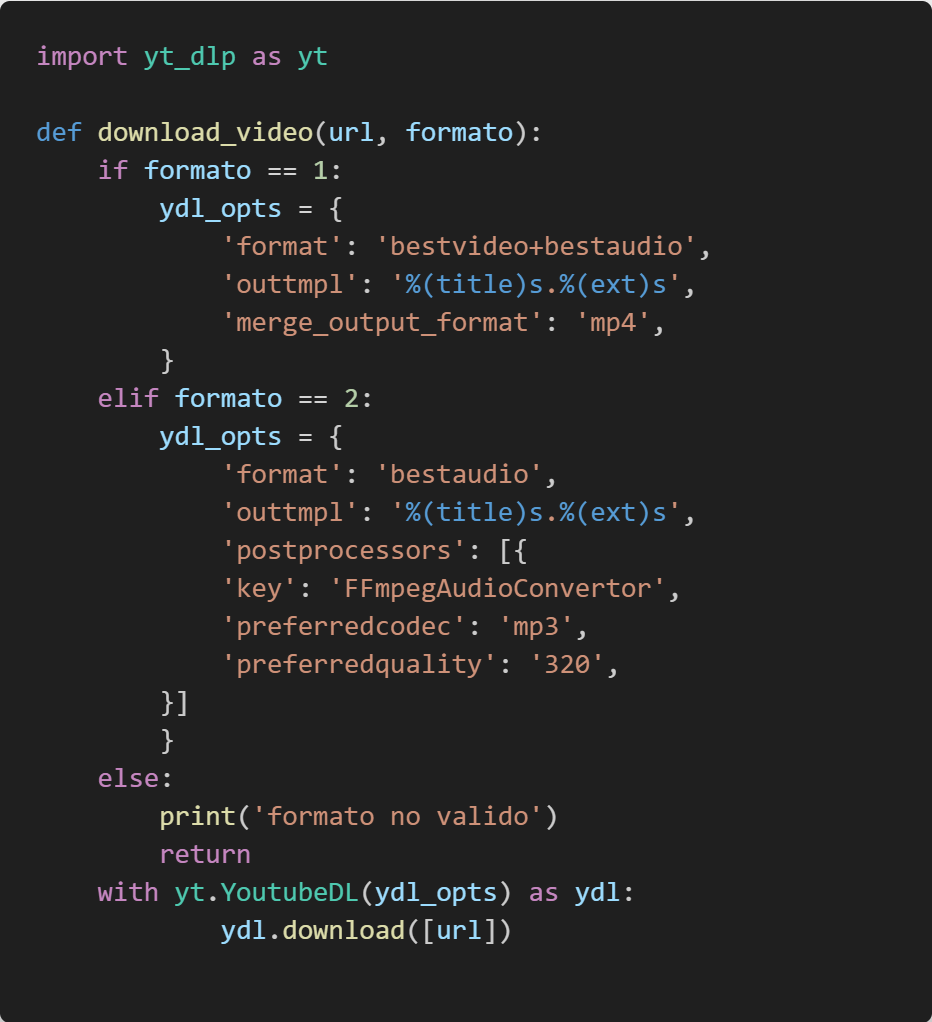 import yt_dlp as yt

def download_video(url, formato):
    if formato == 1:
        ydl_opts = {
            'format': 'bestvideo+bestaudio',
            'outtmpl': '%(title)s.%(ext)s',
            'merge_output_format': 'mp4',
        }
    elif formato == 2:
        ydl_opts = {
            'format': 'bestaudio',
            'outtmpl': '%(title)s.%(ext)s',
            'postprocessors': [{
            'key': 'FFmpegAudioConvertor',
            'preferredcodec': 'mp3',
            'preferredquality': '320',
        }]
        }
    else:
        print('formato no valido')
        return
    with yt.YoutubeDL(ydl_opts) as ydl:
            ydl.download([url])